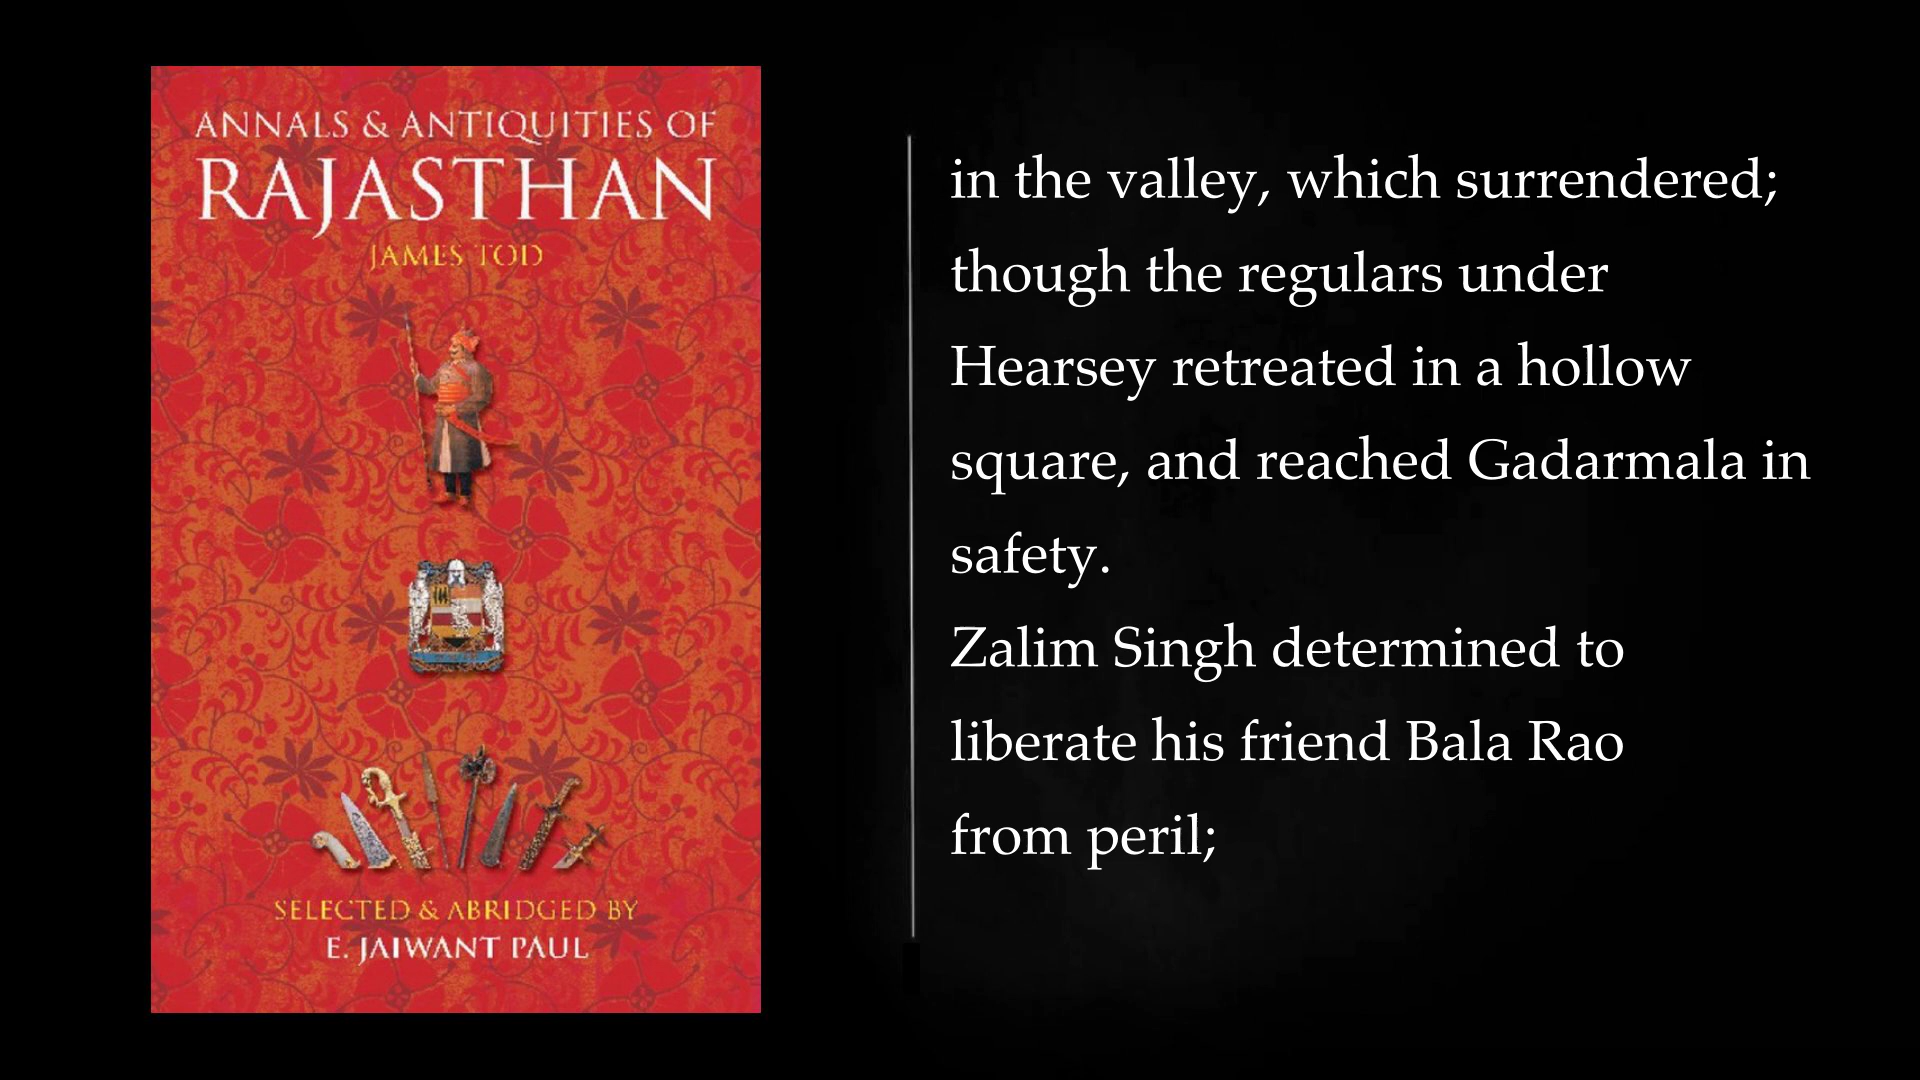 ANNALS & ANTIQUITIES OF
RAJASTHAN
JAMES TOD
SELECTED & ABRIDGED BY
E. JAIWANT PAUL
in the valley, which surrendered;
though the regulars under
Hearsey retreated in a hollow
square, and reached Gadarmala in
safety.
Zalim Singh determined to
liberate his friend Bala Rao
from peril;